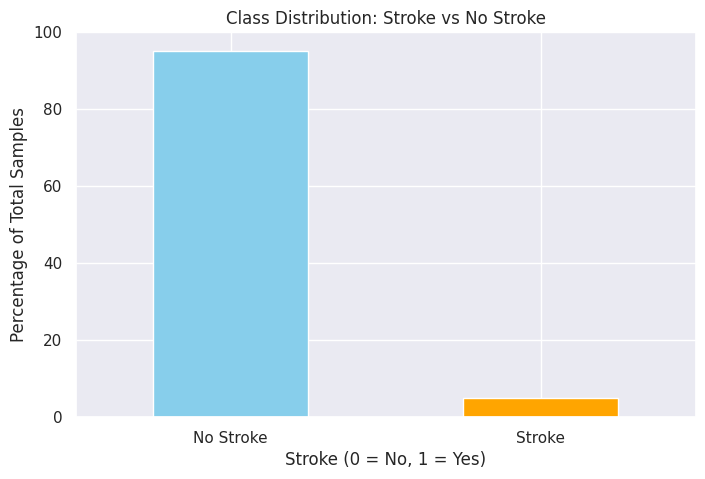 Class Distribution: Stroke vs No Stroke
Percentage of Total Samples
100
80
60
40
20
0
No Stroke
Stroke
Stroke (0 = No, 1 = Yes)